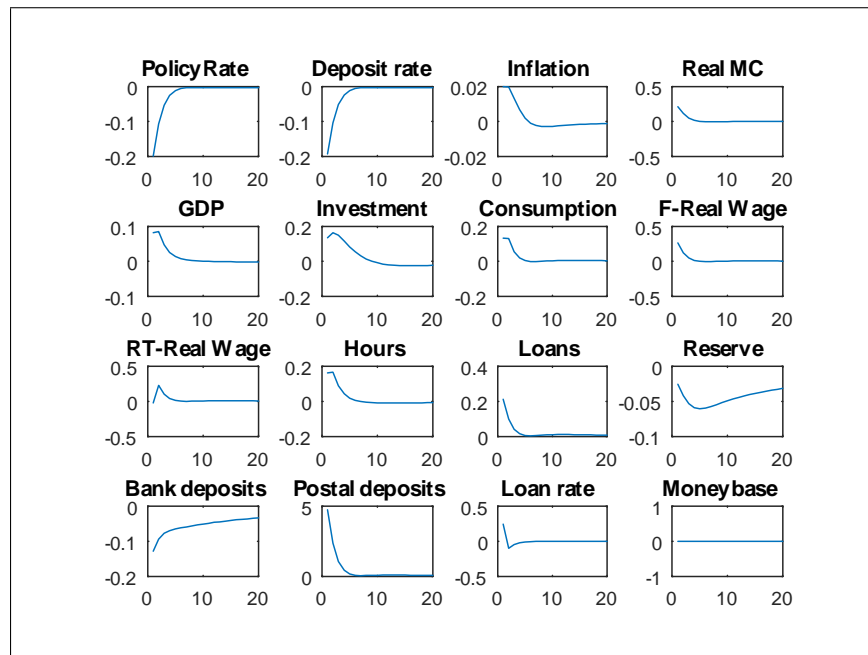 Policy Rate Deposit rate Inflation Real MC
0 0 0.02 0.5
-0.1 -0.1 0 0
-0.2 -0.2 -0.02 -0.5
0 10 20 0 10 20 0 10 20 0 10 20
GDP Investment Consumption F-Real Wage
0.1 0.2 0.2 0.5
0 0 0 0
-0.1 -0.2 -0.2 -0.5
0 10 20 0 10 20 0 10 20 0 10 20
RT-Real Wage Hours Loans Reserve
0.5 0.2 0.4 0
0 0 0.2 -0.05
-0.5 -0.2 0 -0.1
0 10 20 0 10 20 0 10 20 0 10 20
Bank deposits Postal deposits Loan rate Moneybase
0 5 0.5 1
-0.1 0 0
-0.2 0 -0.5 -1
0 10 20 0 10 20 0 10 20 0 10 20